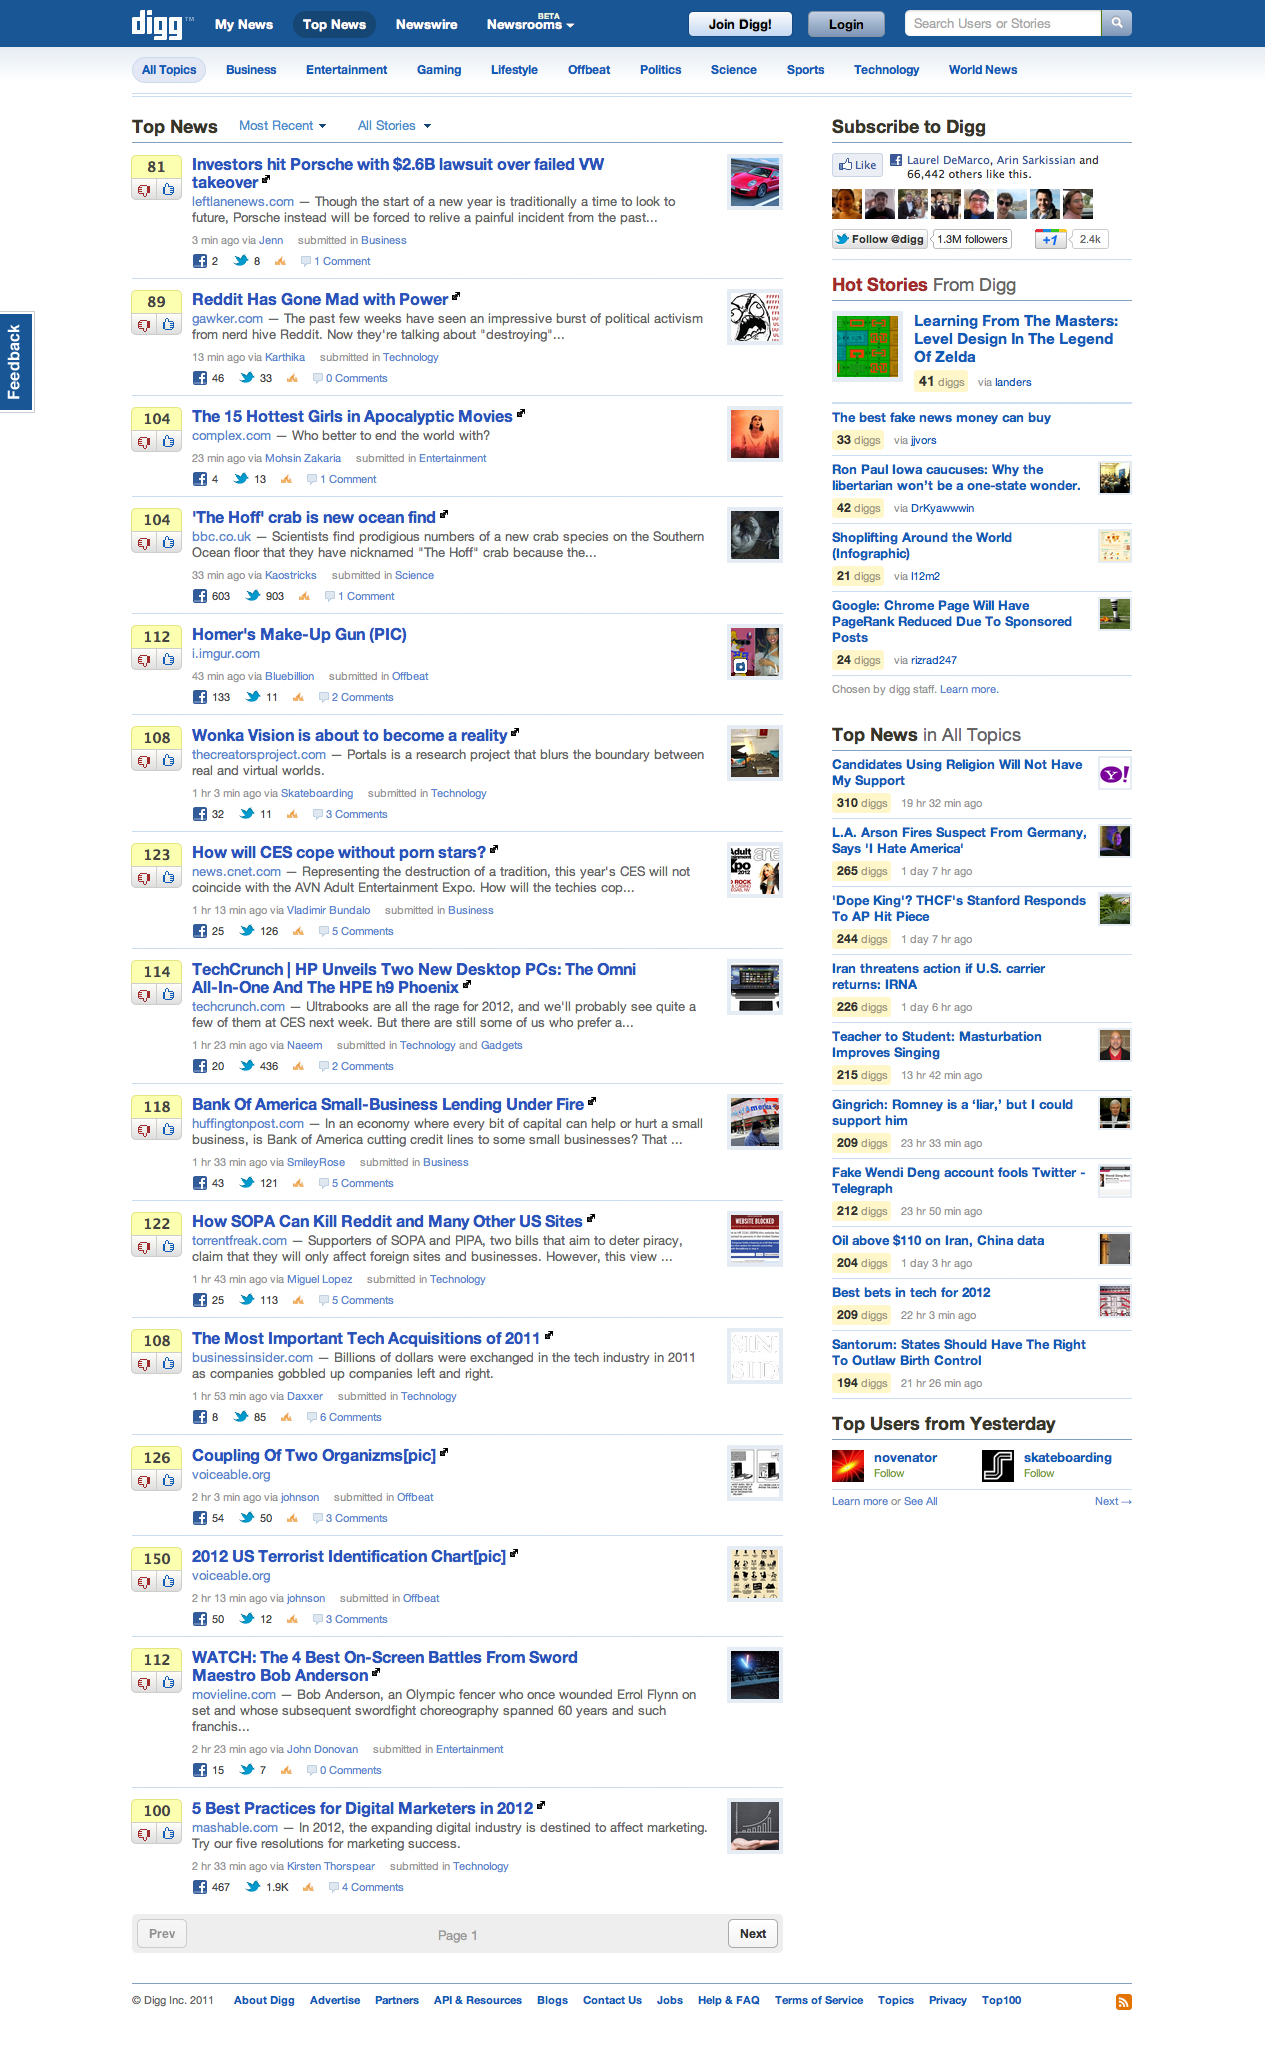 digg™
My News
Top News
Newswire
Newsrooms BETA
Join Digg!
Login
Search Users or Stories
All Topics
Business
Entertainment
Gaming
Lifestyle
Offbeat
Politics
Science
Sports
Technology
World News
Feedback
Top News
Most Recent
All Stories
81
Investors hit Porsche with $2.6B lawsuit over failed VW
takeover
leftlanenews.com — Though the start of a new year is traditionally a time to look to
future, Porsche instead will be forced to relive a painful incident from the past...
3 min ago via Jenn submitted in Business
2 8 1 Comment
89
Reddit Has Gone Mad with Power
gawker.com — The past few weeks have seen an impressive burst of political activism
from nerd hive Reddit. Now they're talking about "destroying"...
13 min ago via Karthika submitted in Technology
46 33 0 Comments
104
The 15 Hottest Girls in Apocalyptic Movies
complex.com — Who better to end the world with?
23 min ago via Mohsin Zakaria submitted in Entertainment
4 13 1 Comment
104
'The Hoff' crab is new ocean find
bbc.co.uk — Scientists find prodigious numbers of a new crab species on the Southern
Ocean floor that they have nicknamed "The Hoff" crab because the...
33 min ago via Kaostricks submitted in Science
603 903 1 Comment
112
Homer's Make-Up Gun (PIC)
i.imgur.com
43 min ago via Bluebillion submitted in Offbeat
133 11 2 Comments
108
Wonka Vision is about to become a reality
thecreatorsproject.com — Portals is a research project that blurs the boundary between
real and virtual worlds.
1 hr 3 min ago via Skateboarding submitted in Technology
32 11 3 Comments
123
How will CES cope without porn stars?
news.cnet.com — Representing the destruction of a tradition, this year's CES will not
coincide with the AVN Adult Entertainment Expo. How will the techies cop...
1 hr 13 min ago via Vladimir Bundalo submitted in Business
25 126 5 Comments
114
TechCrunch | HP Unveils Two New Desktop PCs: The Omni
All-In-One And The HPE h9 Phoenix
techcrunch.com — Ultrabooks are all the rage for 2012, and we'll probably see quite a
few of them at CES next week. But there are still some of us who prefer a...
1 hr 23 min ago via Naeem submitted in Technology and Gadgets
20 436 2 Comments
118
Bank Of America Small-Business Lending Under Fire
huffingtonpost.com — In an economy where every bit of capital can help or hurt a small
business, is Bank of America cutting credit lines to some small businesses? That ...
1 hr 33 min ago via SmileyRose submitted in Business
43 121 5 Comments
122
How SOPA Can Kill Reddit and Many Other US Sites
torrentfreak.com — Supporters of SOPA and PIPA, two bills that aim to deter piracy,
claim that they will only affect foreign sites and businesses. However, this view ...
1 hr 43 min ago via Miguel Lopez submitted in Technology
25 113 5 Comments
WEBSITE BLOCKED
108
The Most Important Tech Acquisitions of 2011
businessinsider.com — Billions of dollars were exchanged in the tech industry in 2011
as companies gobbled up companies left and right.
1 hr 53 min ago via Daxxer submitted in Technology
8 85 6 Comments
126
Coupling Of Two Organizms[pic]
voiceable.org
2 hr 3 min ago via johnson submitted in Offbeat
54 50 3 Comments
150
2012 US Terrorist Identification Chart[pic]
voiceable.org
2 hr 13 min ago via johnson submitted in Offbeat
50 12 3 Comments
112
WATCH: The 4 Best On-Screen Battles From Sword
Maestro Bob Anderson
movieline.com — Bob Anderson, an Olympic fencer who once wounded Errol Flynn on
set and whose subsequent swordfight choreography spanned 60 years and such
franchis...
2 hr 23 min ago via John Donovan submitted in Entertainment
15 7 0 Comments
100
5 Best Practices for Digital Marketers in 2012
mashable.com — In 2012, the expanding digital industry is destined to affect marketing.
Try our five resolutions for marketing success.
2 hr 33 min ago via Kirsten Thorspear submitted in Technology
467 1.9K 4 Comments
Prev
Page 1
Next
Subscribe to Digg
Like
Laurel DeMarco, Arin Sarkissian and
66,442 others like this.
Follow @digg
1.3M followers
+1
2.4k
Hot Stories From Digg
Learning From The Masters:
Level Design In The Legend
Of Zelda
41 diggs via landers
The best fake news money can buy
33 diggs via jjvors
Ron Paul Iowa caucuses: Why the
libertarian won’t be a one-state wonder.
42 diggs via DrKyawwwin
Shoplifting Around the World
(Infographic)
21 diggs via l12m2
Google: Chrome Page Will Have
PageRank Reduced Due To Sponsored
Posts
24 diggs via rizrad247
Chosen by digg staff. Learn more.
Top News in All Topics
Candidates Using Religion Will Not Have
My Support
310 diggs 19 hr 32 min ago
Y!
L.A. Arson Fires Suspect From Germany,
Says 'I Hate America'
265 diggs 1 day 7 hr ago
'Dope King'? THCF's Stanford Responds
To AP Hit Piece
244 diggs 1 day 7 hr ago
Iran threatens action if U.S. carrier
returns: IRNA
226 diggs 1 day 6 hr ago
Teacher to Student: Masturbation
Improves Singing
215 diggs 13 hr 42 min ago
Gingrich: Romney is a ‘liar,’ but I could
support him
209 diggs 23 hr 33 min ago
Fake Wendi Deng account fools Twitter -
Telegraph
212 diggs 23 hr 50 min ago
Oil above $110 on Iran, China data
204 diggs 1 day 3 hr ago
Best bets in tech for 2012
209 diggs 22 hr 3 min ago
Santorum: States Should Have The Right
To Outlaw Birth Control
194 diggs 21 hr 26 min ago
Top Users from Yesterday
novenator
Follow
skateboarding
Follow
Learn more or See All
Next →
© Digg Inc. 2011
About Digg
Advertise
Partners
API & Resources
Blogs
Contact Us
Jobs
Help & FAQ
Terms of Service
Topics
Privacy
Top100